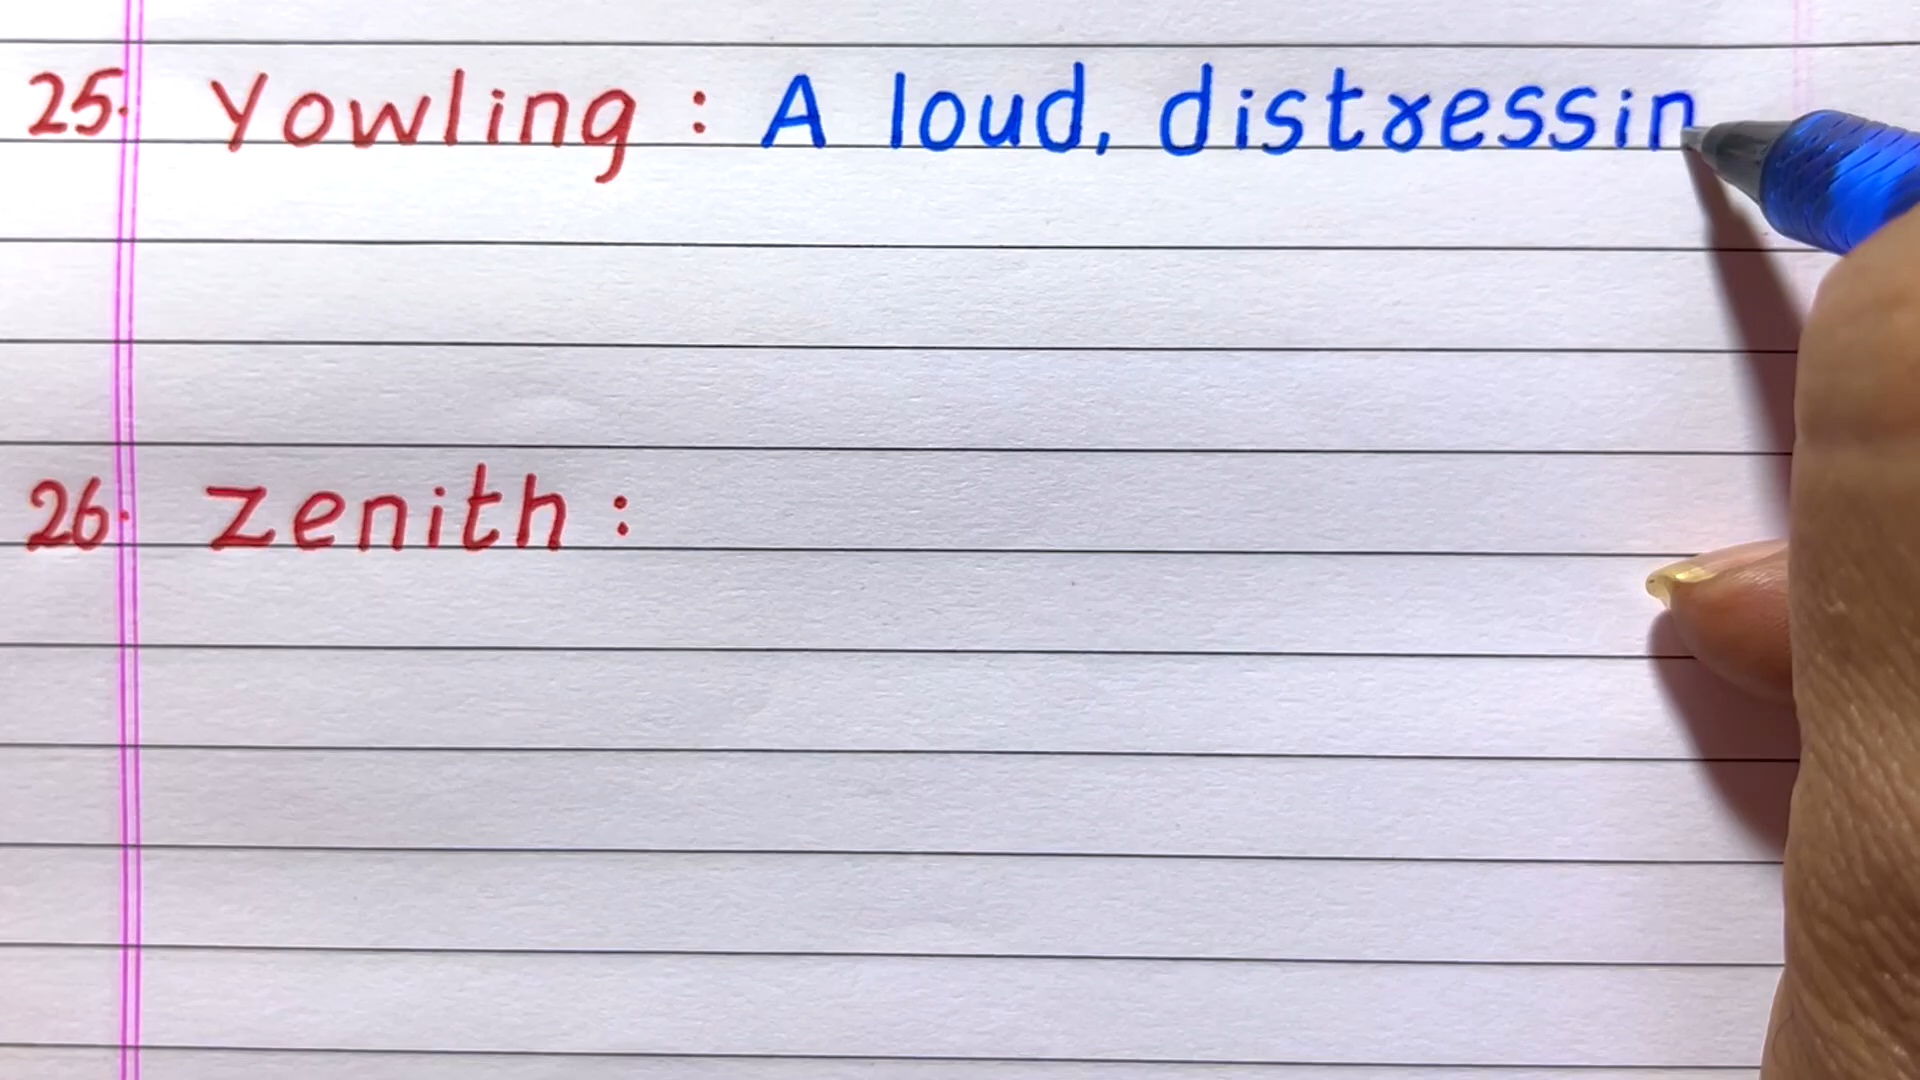 25. Yowling : A loud, distressin
26. Zenith :